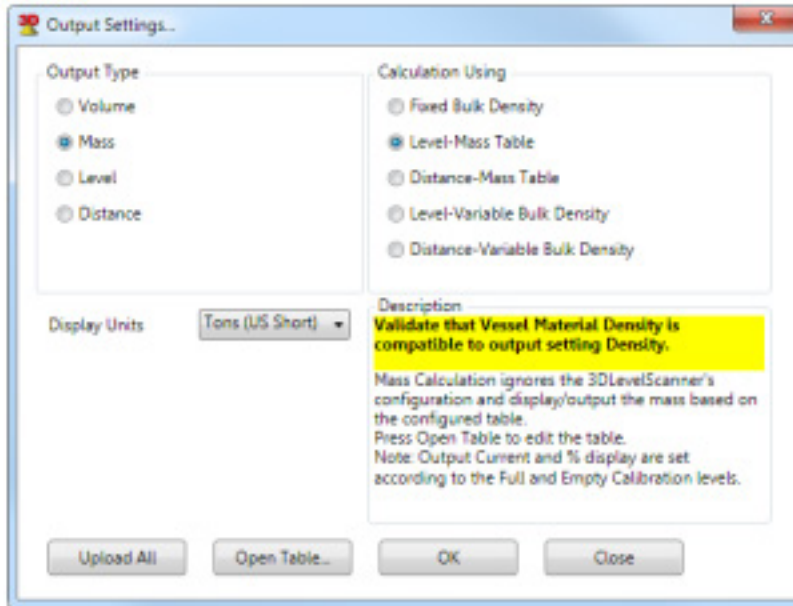 Output Settings...
Output Type
Volume
Mass
Level
Distance
Calculation Using
Fixed Bulk Density
Level-Mass Table
Distance-Mass Table
Level-Variable Bulk Density
Distance-Variable Bulk Density
Display Units
Tons (US Short)
Description
Validate that Vessel Material Density is
compatible to output setting Density.
Mass Calculation ignores the 3DLevelScanner's
configuration and display/output the mass based on
the configured table.
Press Open Table to edit the table.
Note: Output Current and % display are set
according to the Full and Empty Calibration levels.
Upload All
Open Table...
OK
Close